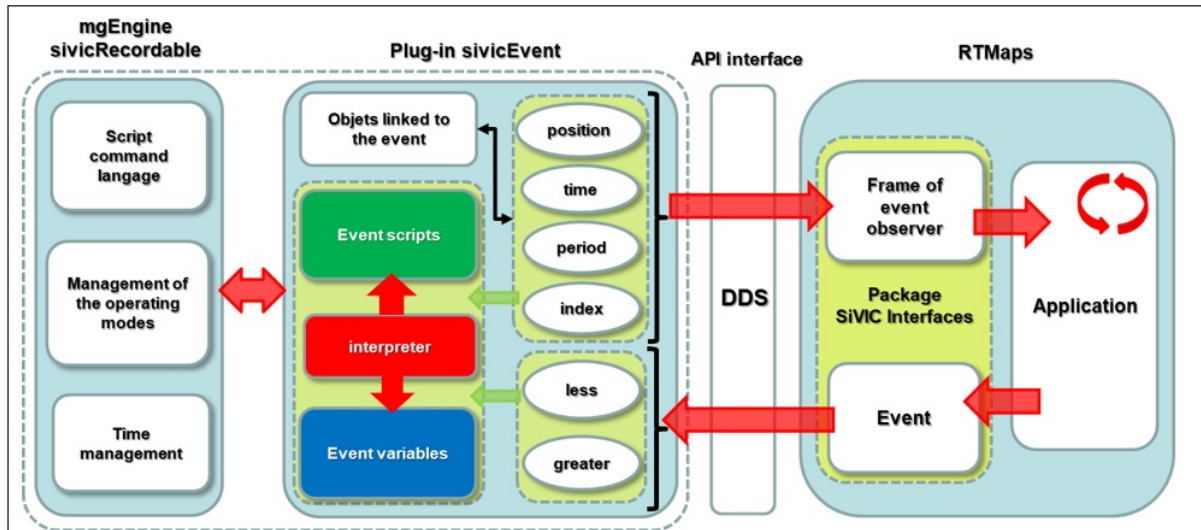 mgEngine
sivicRecordable
Script
command
langage
Management of
the operating
modes
Time
management
Plug-in sivicEvent
Objets linked to
the event
Event scripts
interpreter
Event variables
position
time
period
index
less
greater
API interface
DDS
RTMaps
Frame of
event
observer
Package
SiVIC Interfaces
Event
Application